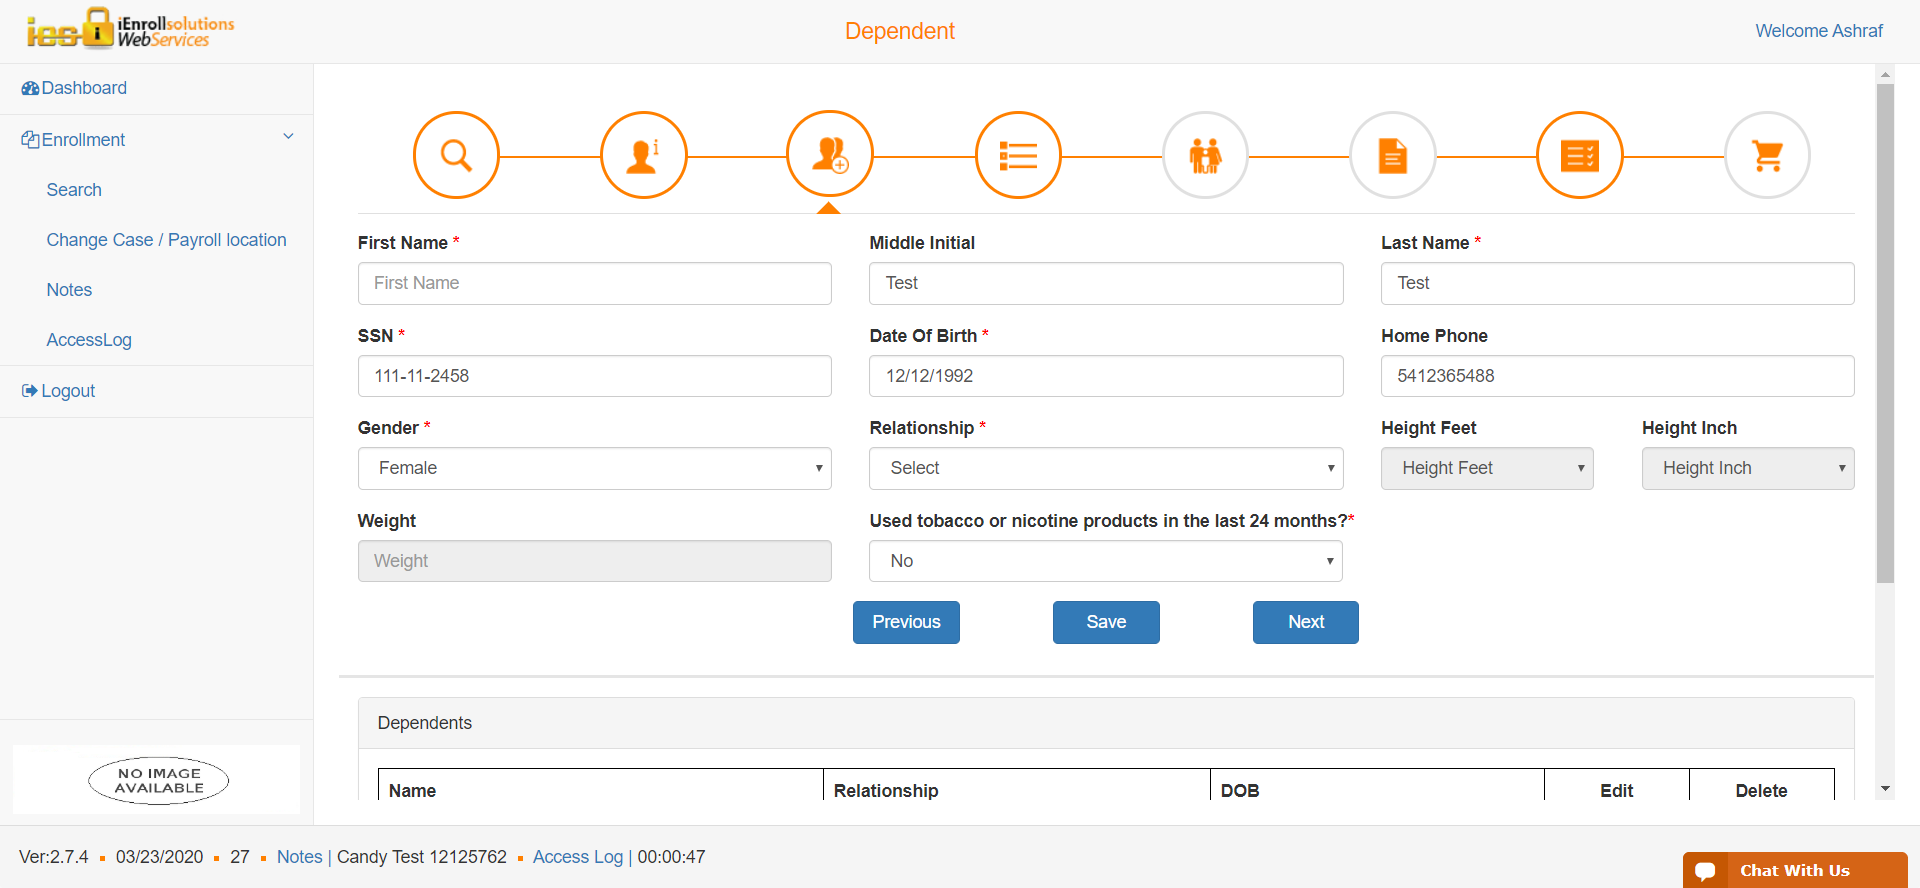 ies iEnrollsolutions
WebServices
Dependent
Welcome Ashraf
Dashboard
Enrollment
Search
Change Case / Payroll location
Notes
AccessLog
Logout
First Name *
Middle Initial
Last Name *
First Name
Test
Test
SSN *
Date Of Birth *
Home Phone
111-11-2458
12/12/1992
5412365488
Gender *
Relationship *
Height Feet
Height Inch
Female
Select
Height Feet
Height Inch
Weight
Used tobacco or nicotine products in the last 24 months?*
Weight
No
Previous
Save
Next
Dependents
Name
Relationship
DOB
Edit
Delete
NO IMAGE
AVAILABLE
Ver:2.7.4 ▪ 03/23/2020 ▪ 27 ▪ Notes | Candy Test 12125762 ▪ Access Log | 00:00:47
Chat With Us